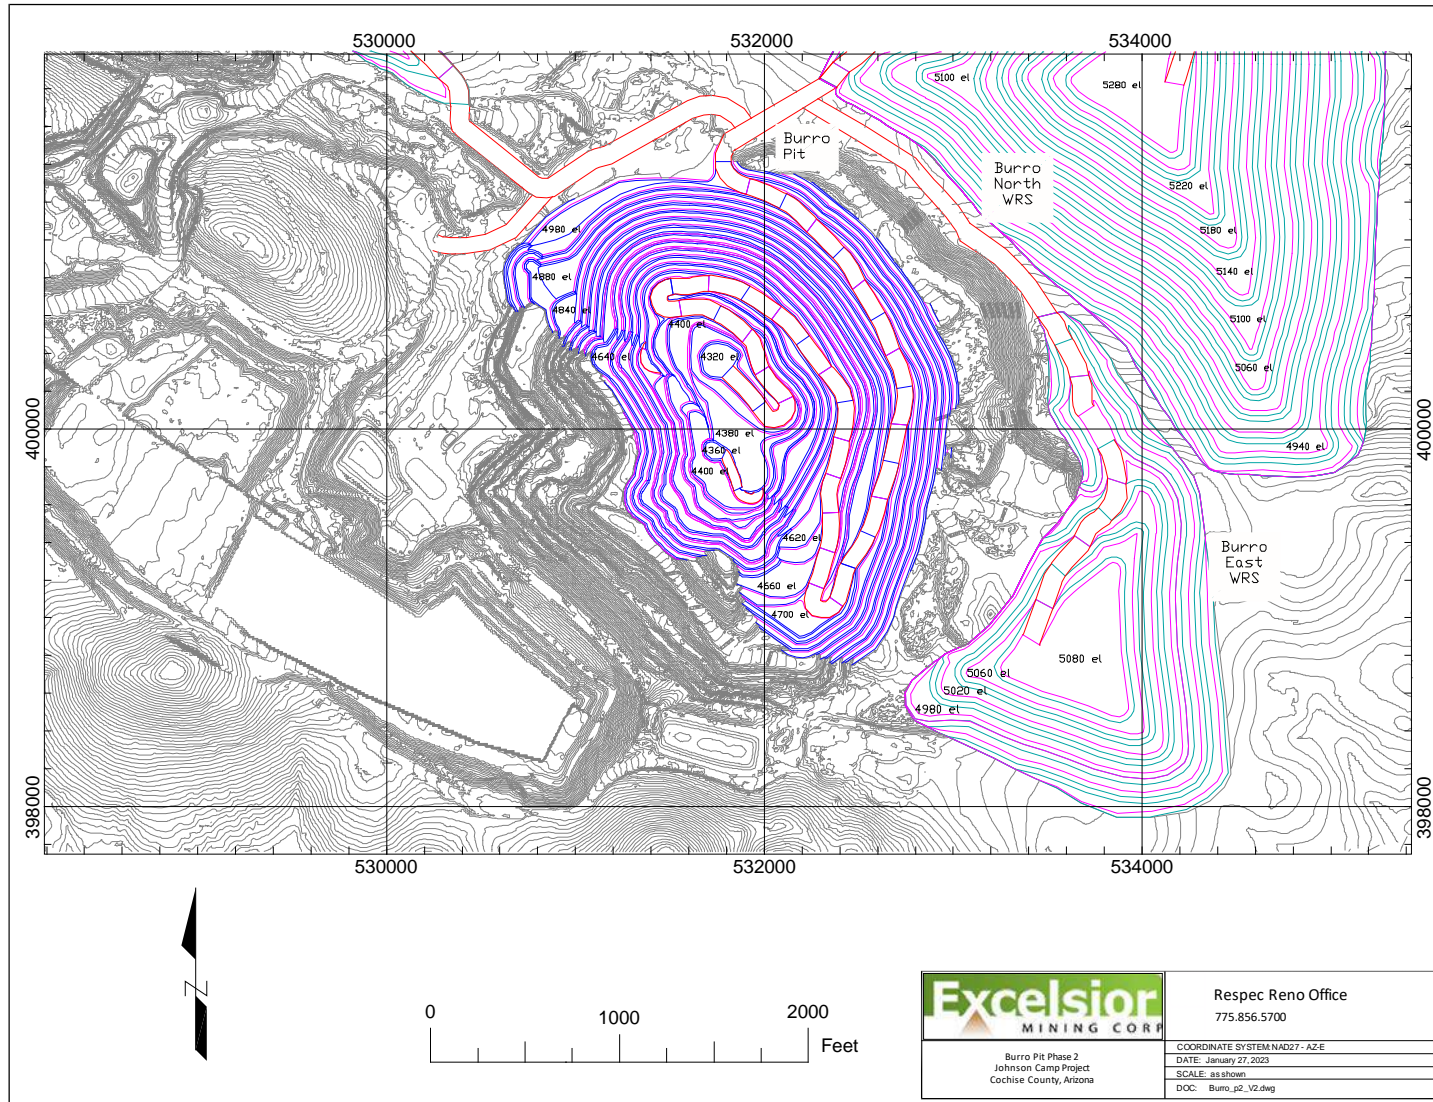 530000
532000
534000
5100 el
5280 el
Burro
Pit
Burro
North
WRS
5220 el
5180 el
5140 el
5100 el
5060 el
4940 el
4980 el
4880 el
4840 el
4640 el
4400 el
4320 el
4380 el
4360 el
4400 el
4620 el
4560 el
4700 el
400000
400000
Burro
East
WRS
5080 el
5060 el
5020 el
4980 el
398000
398000
530000
532000
534000
N
0
1000
2000
Feet
Excelsior
MINING CORP
Respec Reno Office
775.856.5700
Burro Pit Phase 2
Johnson Camp Project
Cochise County, Arizona
COORDINATE SYSTEM: NAD27 - AZ-E
DATE: January 27, 2023
SCALE: as shown
DOC: Burro_p2_V2.dwg